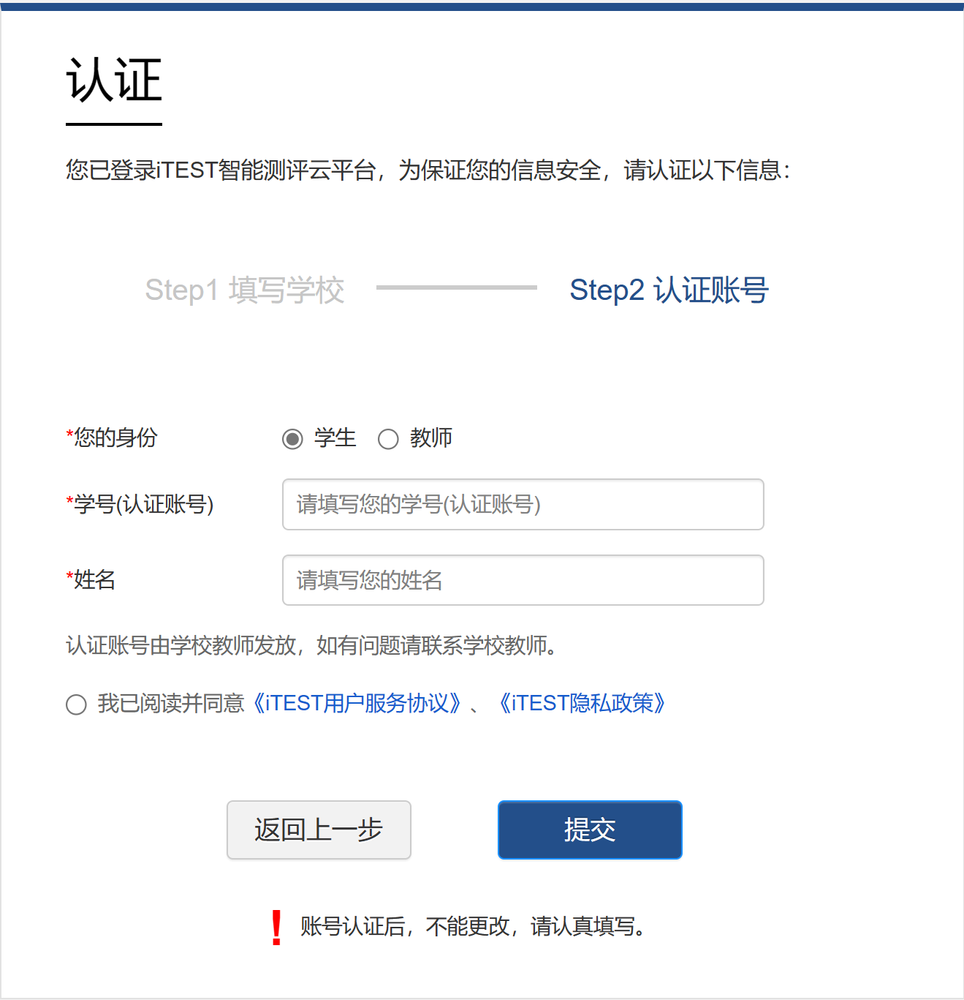 认证
您已登录iTEST智能测评云平台，为保证您的信息安全，请认证以下信息：
Step1 填写学校 Step2 认证账号
*您的身份 学生 教师
*学号(认证账号) 请填写您的学号(认证账号)
*姓名 请填写您的姓名
认证账号由学校教师发放，如有问题请联系学校教师。
我已阅读并同意《iTEST用户服务协议》、《iTEST隐私政策》
返回上一步 提交
! 账号认证后，不能更改，请认真填写。